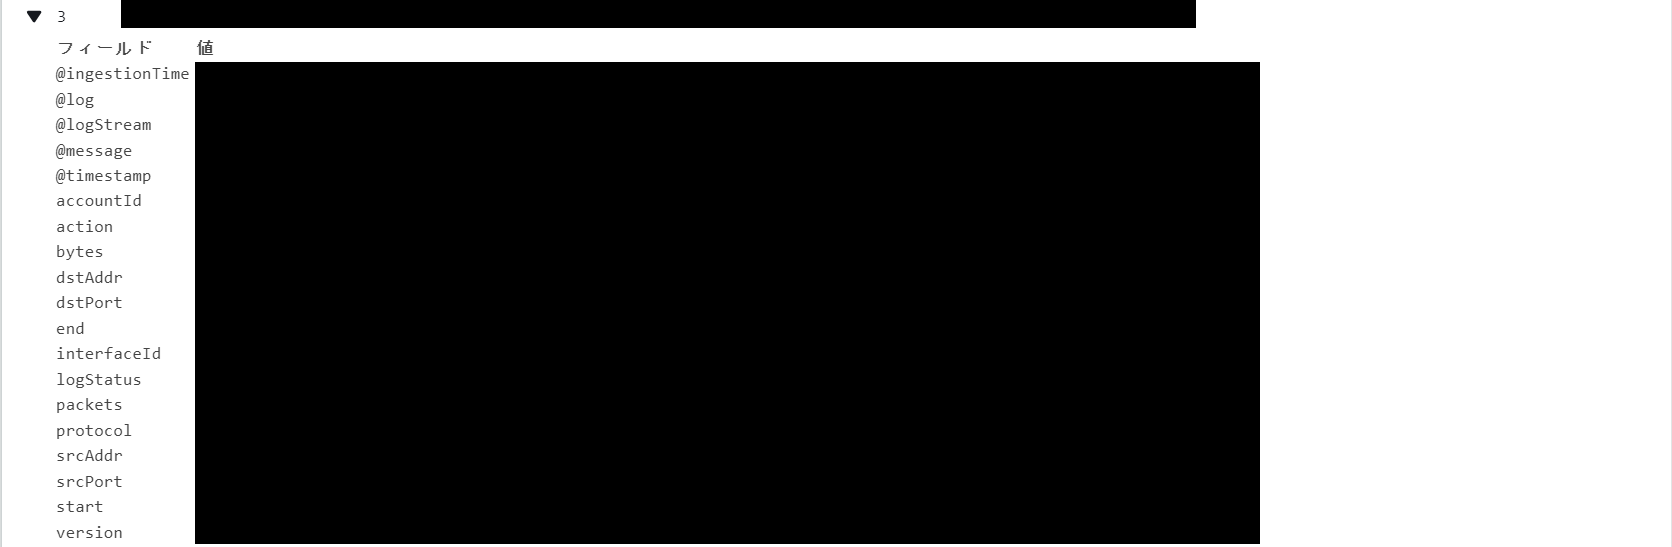 ▼ 3
フィールド 値
@ingestionTime
@log
@logStream
@message
@timestamp
accountId
action
bytes
dstAddr
dstPort
end
interfaceId
logStatus
packets
protocol
srcAddr
srcPort
start
version